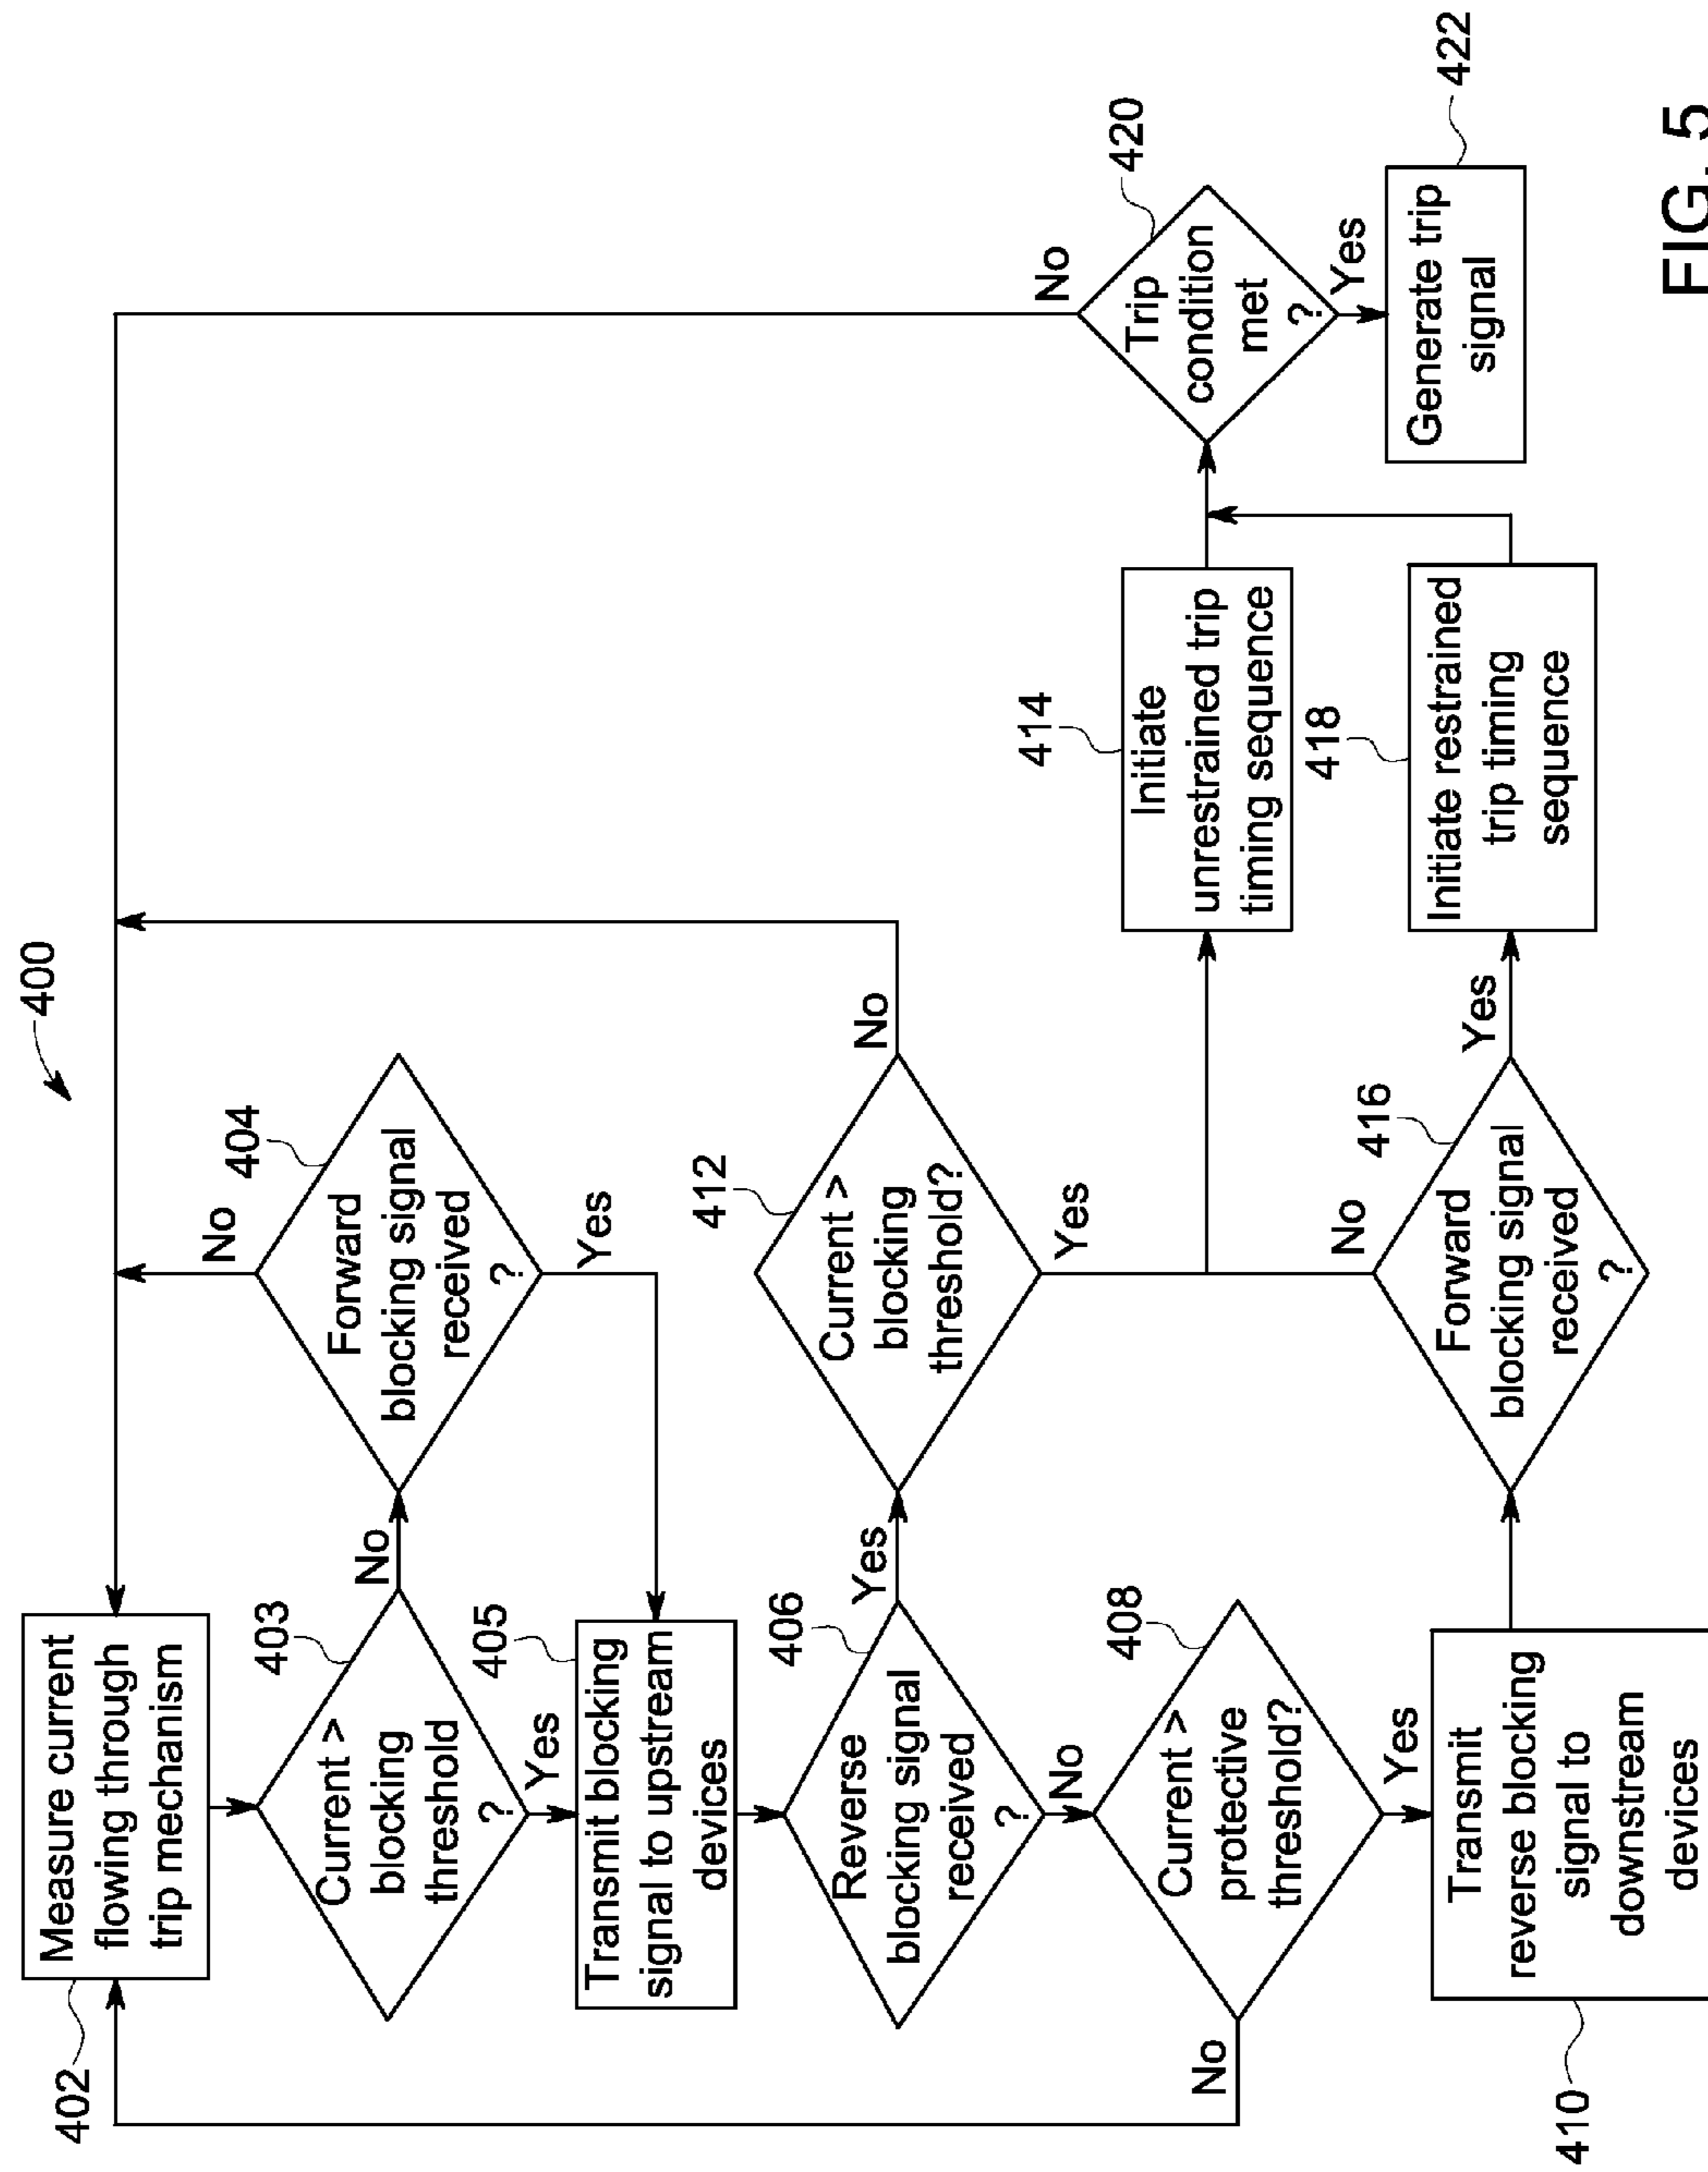 400
402
Measure current
flowing through
trip mechanism
403
Current >
blocking
threshold
?
No
Yes
404
Forward
blocking signal
received
?
No
Yes
405
Transmit blocking
signal to upstream
devices
406
Reverse
blocking signal
received
?
Yes
No
412
Current >
blocking
threshold?
No
Yes
408
Current >
protective
threshold?
No
Yes
410
Transmit
reverse blocking
signal to
downstream
devices
416
Forward
blocking signal
received
?
No
Yes
414
Initiate
unrestrained trip
timing sequence
418
Initiate restrained
trip timing
sequence
420
Trip
condition
met
?
No
Yes
422
Generate trip
signal
FIG. 5